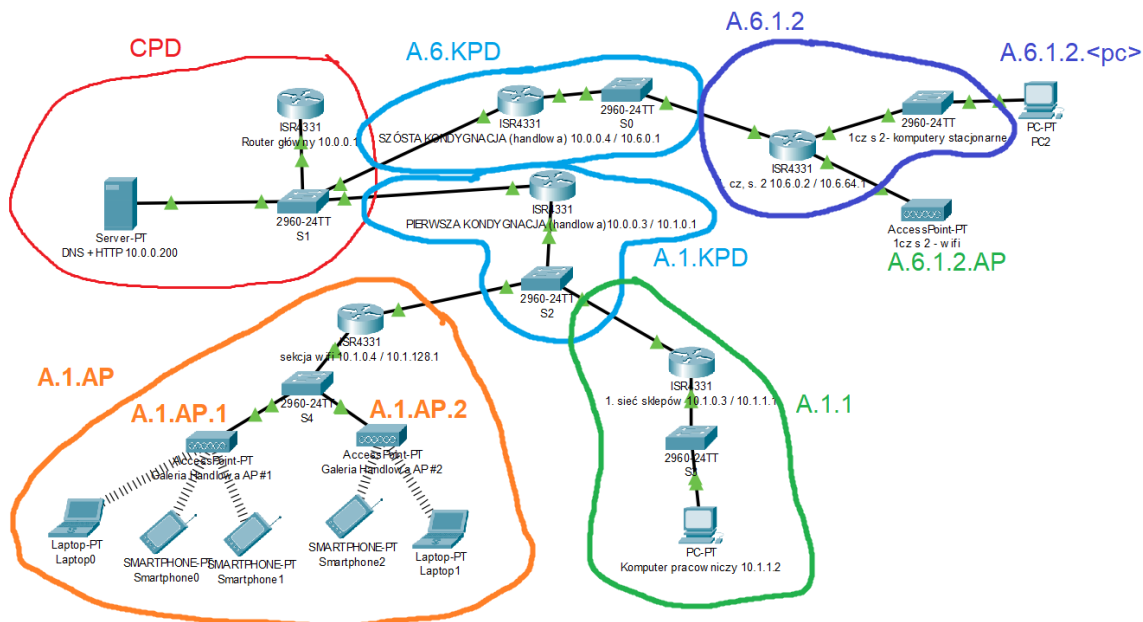 CPD
A.6.KPD
A.6.1.2
A.6.1.2.<pc>
ISR4331
Router główny 10.0.0.1
ISR4331
SZÓSTA KONDYGNACJA (handlowa) 10.0.0.4 / 10.6.0.1
2960-24TT
S0
2960-24TT
1cz s 2- komputery stacjonarne
PC-PT
PC2
ISR4331
cz, s. 2 10.6.0.2 / 10.6.64.1
Server-PT
DNS + HTTP 10.0.0.200
2960-24TT
S1
ISR4331
PIERWSZA KONDYGNACJA (handlowa)10.0.0.3 / 10.1.0.1
AccessPoint-PT
1cz s 2 - wifi
A.6.1.2.AP
A.1.KPD
2960-24TT
S2
ISR4331
sekcja wifi 10.1.0.4 / 10.1.128.1
ISR4331
1. sieć sklepów 10.1.0.3 / 10.1.1.1
A.1.AP
A.1.1
2960-24TT
S4
A.1.AP.1
A.1.AP.2
AccessPoint-PT
Galeria Handlowa AP #1
AccessPoint-PT
Galeria Handlowa AP #2
2960-24TT
S3
Laptop-PT
Laptop0
SMARTPHONE-PT
Smartphone0
SMARTPHONE-PT
Smartphone1
SMARTPHONE-PT
Smartphone2
Laptop-PT
Laptop1
PC-PT
Komputer pracowniczy 10.1.1.2